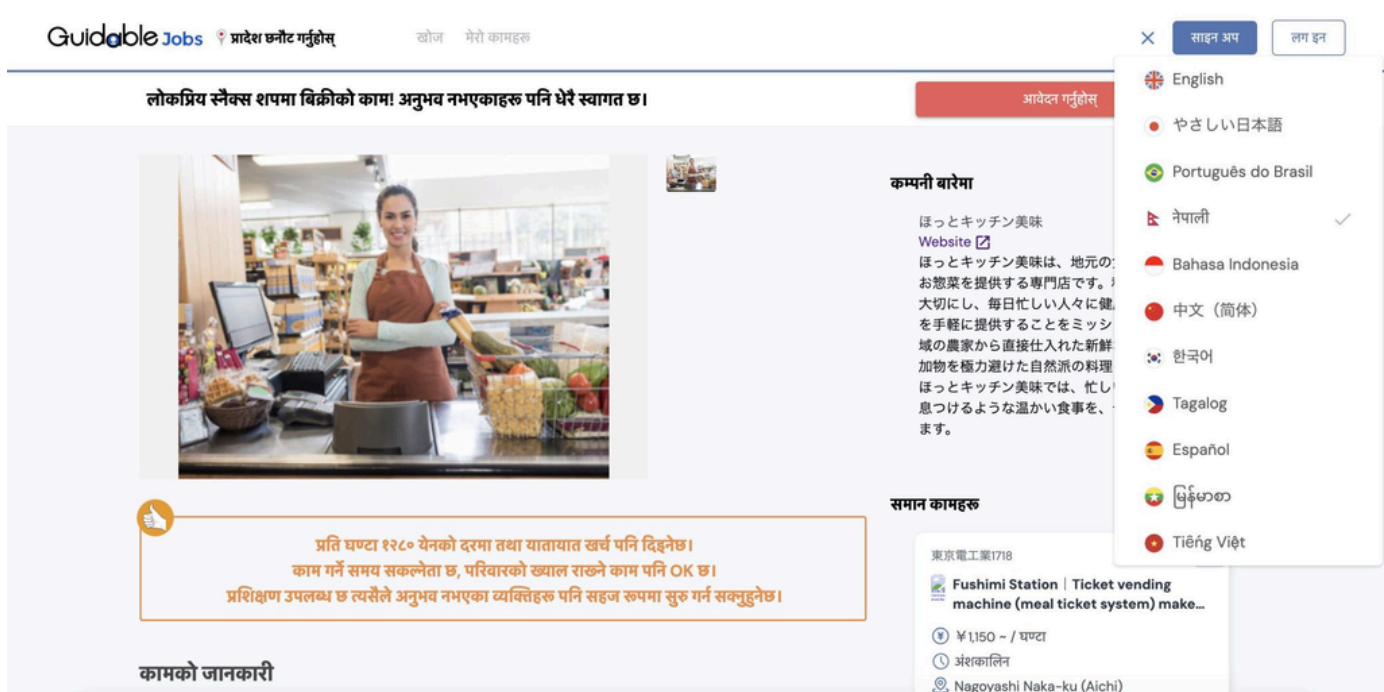 Guidable Jobs
प्रादेश छनौट गर्नुहोस्
खोज
मेरो कामहरू
साइन अप
लग इन
लोकप्रिय स्नैक्स शपमा बिक्रीको काम! अनुभव नभएकाहरू पनि धेरै स्वागत छ।
आवेदन गर्नुहोस्
English
やさしい日本語
Português do Brasil
नेपाली
Bahasa Indonesia
中文（简体）
한국어
Tagalog
Español
မြန်မာစာ
Tiếng Việt
कम्पनी बारेमा
ほっとキッチン美味
Website
ほっとキッチン美味は、地元の
お惣菜を提供する専門店です。
大切にし、毎日忙しい人々に健
を手軽に提供することをミッシ
域の農家から直接仕入れた新鮮
加物を極力避けた自然派の料理
ほっとキッチン美味では、忙し
息つけるような温かい食事を、
ます。
प्रति घण्टा १२८० येनको दरमा तथा यातायात खर्च पनि दिइनेछ।
काम गर्ने समय सकल्नेता छ, परिवारको ख्याल राख्ने काम पनि OK छ।
प्रशिक्षण उपलब्ध छ त्यसैले अनुभव नभएका व्यक्तिहरू पनि सहज रूपमा सुरु गर्न सक्नुहुनेछ।
कामको जानकारी
समान कामहरू
東京電工業1718
Fushimi Station｜Ticket vending
machine (meal ticket system) make...
¥1,150 ~ / घण्टा
अंशकालिन
Nagoyashi Naka-ku (Aichi)